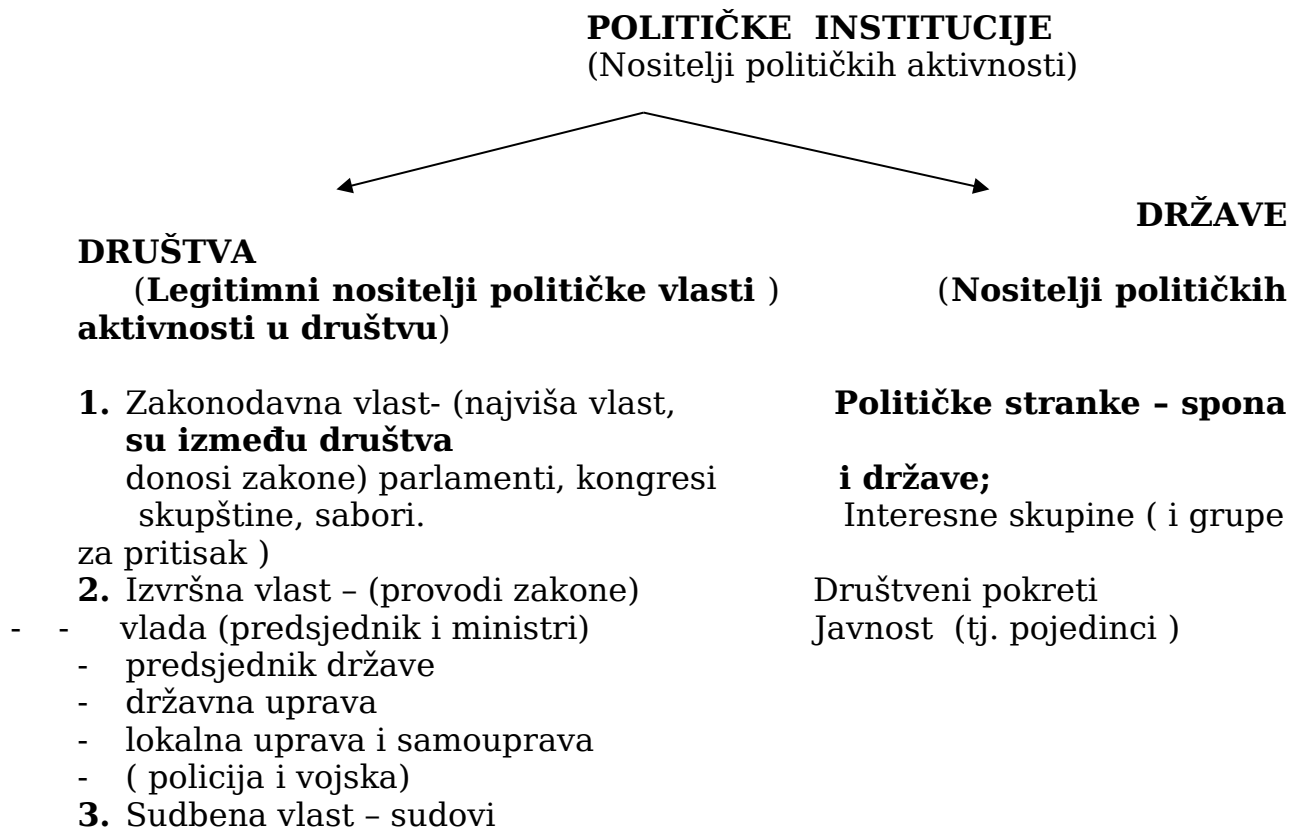 POLITIČKE  INSTITUCIJE
(Nositelji političkih aktivnosti)
DRŽAVE
DRUŠTVA
(Legitimni nositelji političke vlasti ) (Nositelji političkih
aktivnosti u društvu)
1. Zakonodavna vlast- (najviša vlast, Političke stranke – spona
su između društva
donosi zakone) parlamenti, kongresi i države;
skupštine, sabori. Interesne skupine ( i grupe
za pritisak )
2. Izvršna vlast – (provodi zakone) Društveni pokreti
- - vlada (predsjednik i ministri) Javnost  (tj. pojedinci )
- predsjednik države
- državna uprava
- lokalna uprava i samouprava
- ( policija i vojska)
3. Sudbena vlast – sudovi